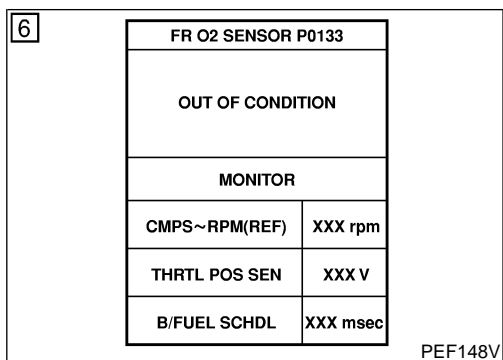 6
FR O2 SENSOR P0133
OUT OF CONDITION
MONITOR
CMPS~RPM(REF) XXX rpm
THRTL POS SEN XXX V
B/FUEL SCHDL XXX msec
PEF148V